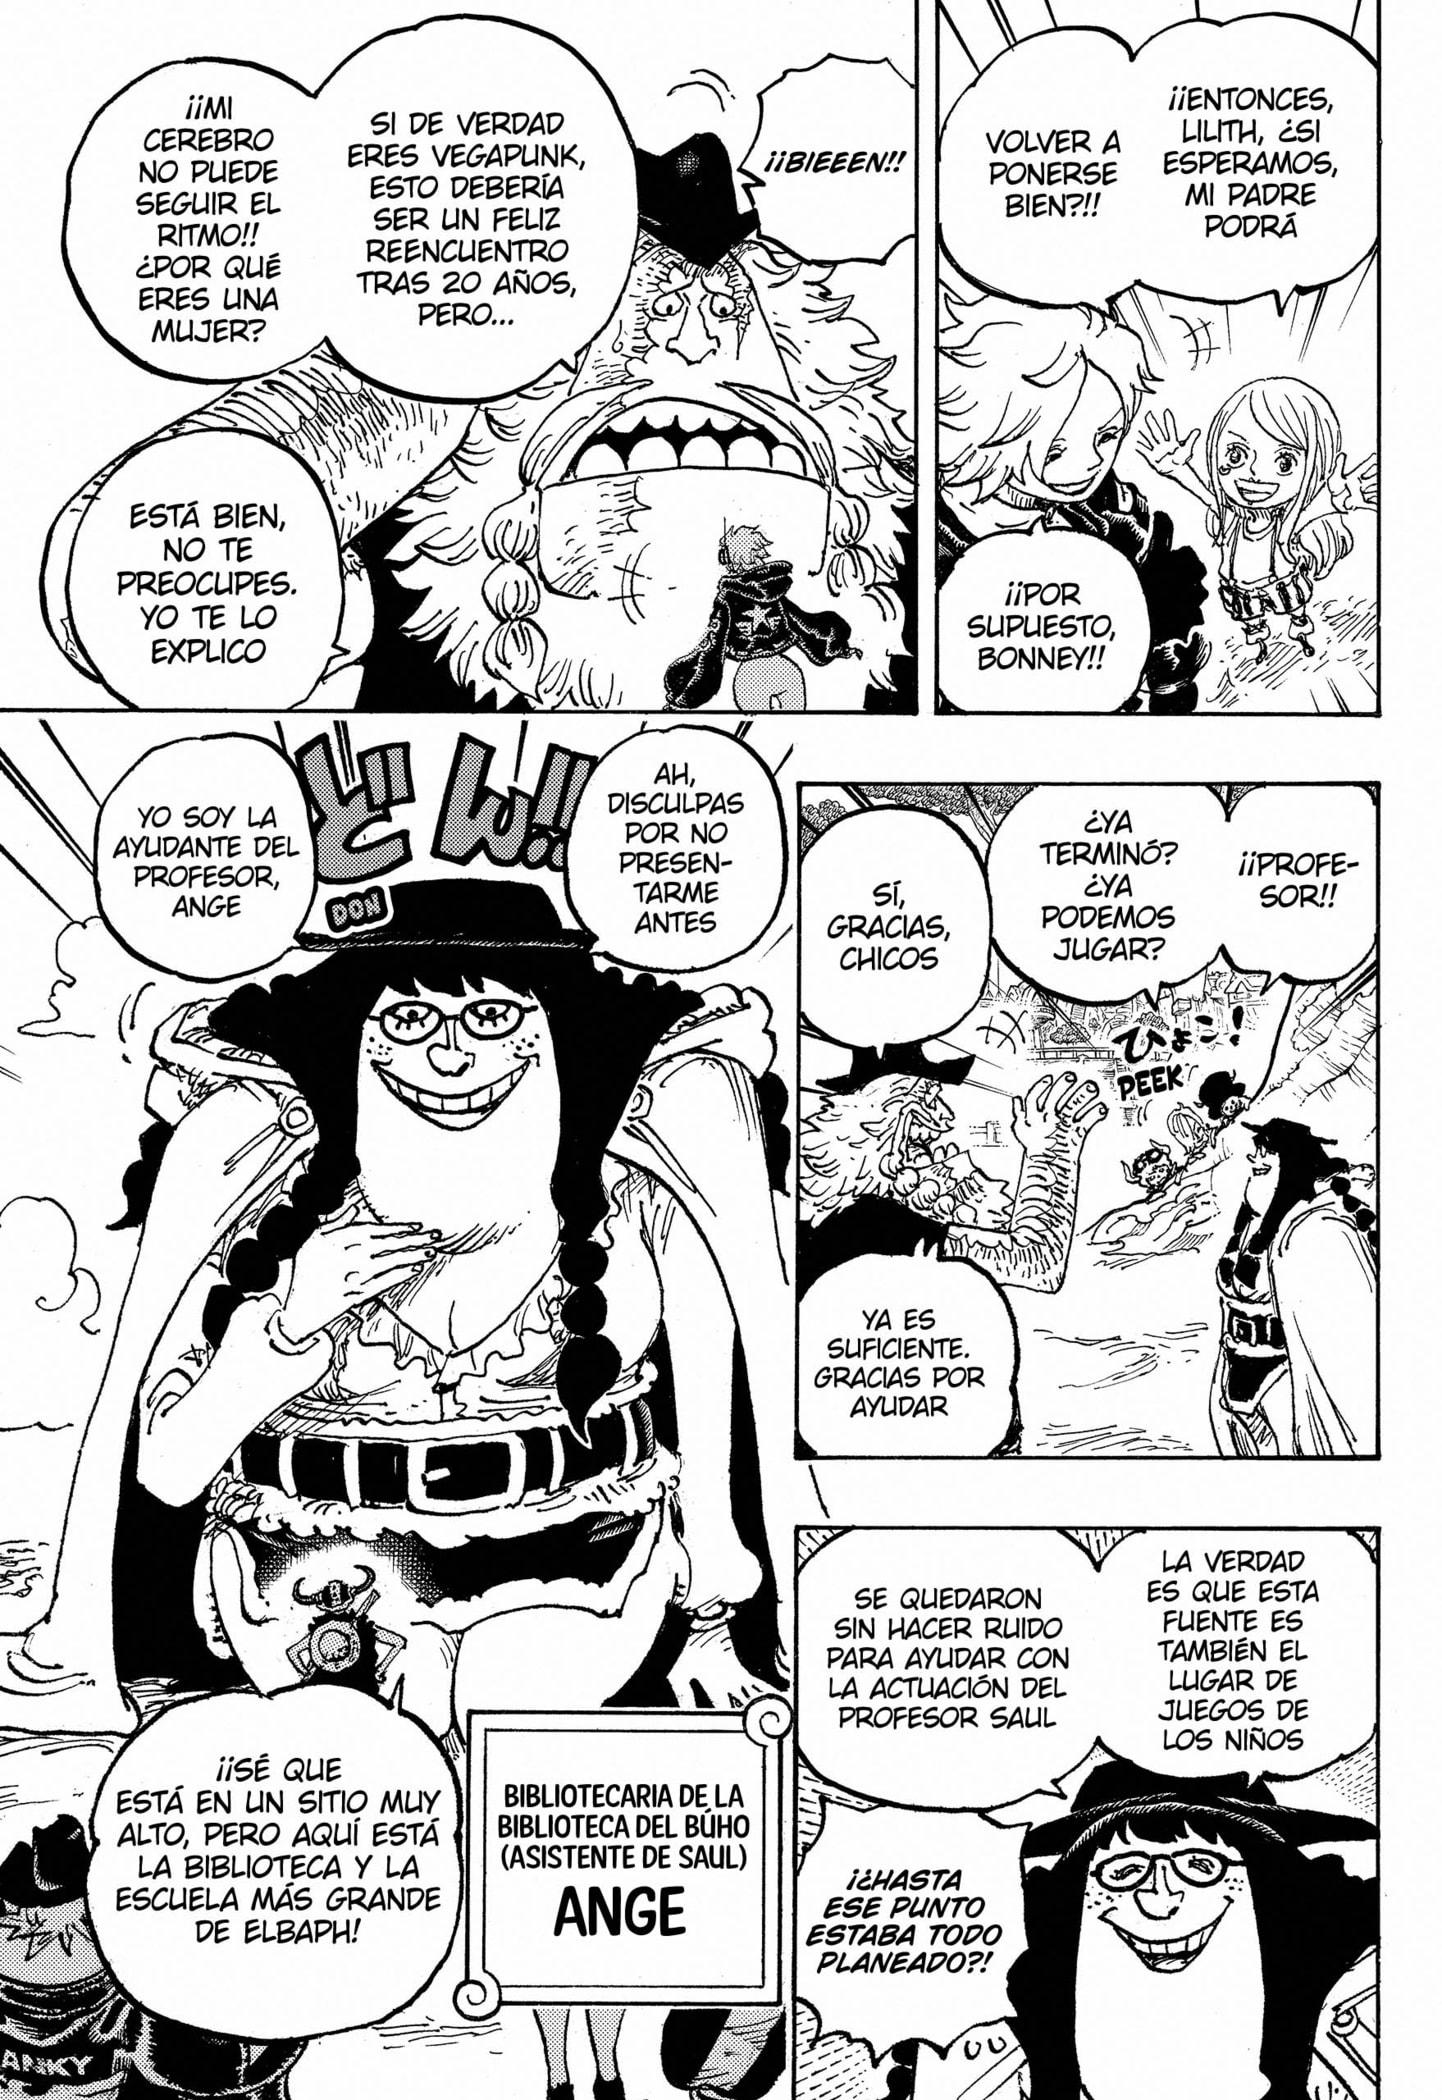 ¡¡ENTONCES,
LILITH, ¿SI
ESPERAMOS,
MI PADRE
PODRÁ
VOLVER A
PONERSE
BIEN?!!
¡¡POR
SUPUESTO,
BONNEY!!
¡¡BIEEEN!!
SI DE VERDAD
ERES VEGAPUNK,
ESTO DEBERÍA
SER UN FELIZ
REENCUENTRO
TRAS 20 AÑOS,
PERO...
¡¡MI
CEREBRO
NO PUEDE
SEGUIR EL
RITMO!!
¿POR QUÉ
ERES UNA
MUJER?
ESTÁ BIEN,
NO TE
PREOCUPES.
YO TE LO
EXPLICO
¡¡PROFE-
SOR!!
¿YA
TERMINÓ?
¿YA
PODEMOS
JUGAR?
ひょこ!
PEEK
SÍ,
GRACIAS,
CHICOS
YA ES
SUFICIENTE.
GRACIAS POR
AYUDAR
LA VERDAD
ES QUE ESTA
FUENTE ES
TAMBIÉN EL
LUGAR DE
JUEGOS DE
LOS NIÑOS
SE QUEDARON
SIN HACER RUIDO
PARA AYUDAR CON
LA ACTUACIÓN DEL
PROFESOR SAUL
¡¿HASTA
ESE PUNTO
ESTABA TODO
PLANEADO?!
AH,
DISCULPAS
POR NO
PRESEN-
TARME
ANTES
どん!!
DON
YO SOY LA
AYUDANTE DEL
PROFESOR,
ANGE
¡¡SÉ QUE
ESTÁ EN UN SITIO MUY
ALTO, PERO AQUÍ ESTÁ
LA BIBLIOTECA Y LA
ESCUELA MÁS GRANDE
DE ELBAPH!
BIBLIOTECARIA DE LA
BIBLIOTECA DEL BÚHO
(ASISTENTE DE SAUL)
ANGE
ANKY